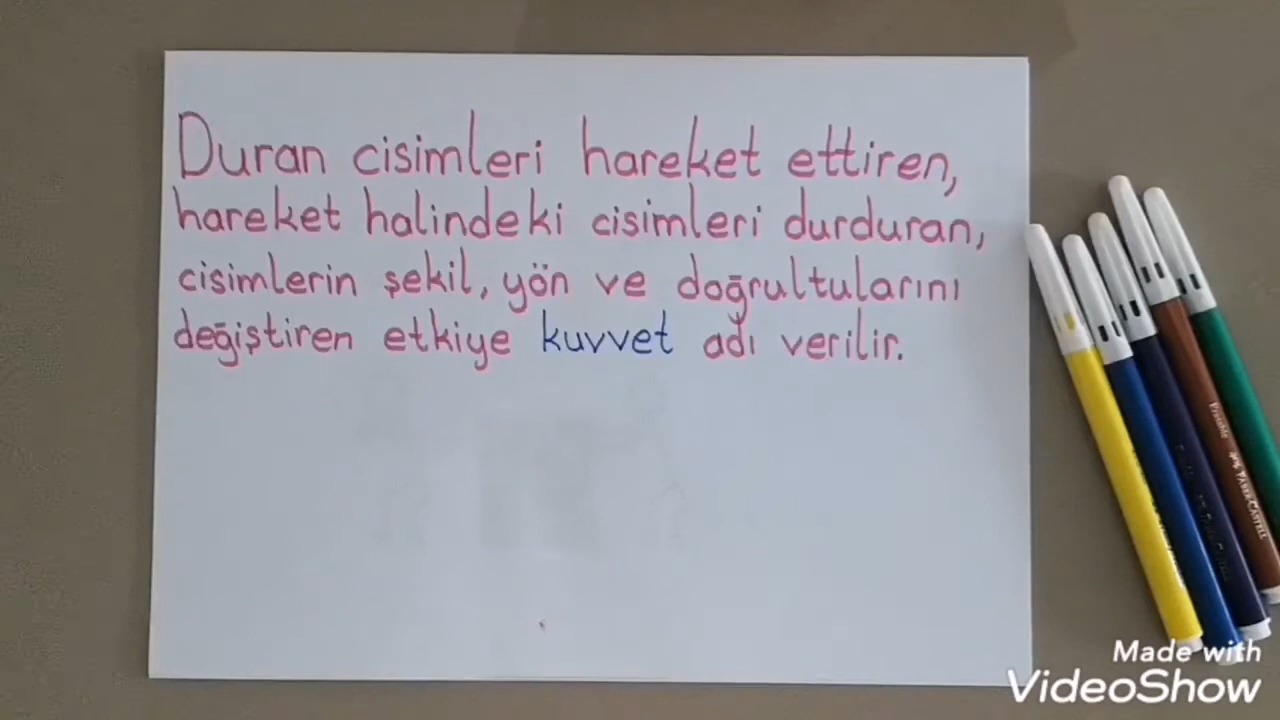 Duran cisimleri hareket ettiren,
hareket halindeki cisimleri durduran,
cisimlerin şekil, yön ve doğrultularını
değiştiren etkiye kuvvet adı verilir.
Made with
VideoShow